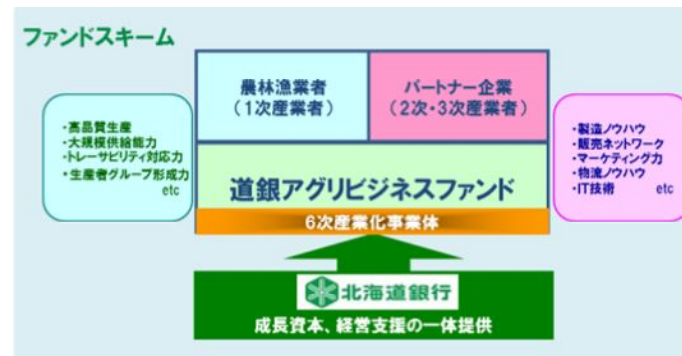 ファンドスキーム
農林漁業者
(1次産業者)
パートナー企業
(2次・3次産業者)
・高品質生産
・大規模供給能力
・トレーサビリティ対応力
・生産者グループ形成力
etc
・製造ノウハウ
・販売ネットワーク
・マーケティング力
・物流ノウハウ
・IT技術 etc
道銀アグリビジネスファンド
6次産業化事業体
北海道銀行
成長資本、経営支援の一体提供